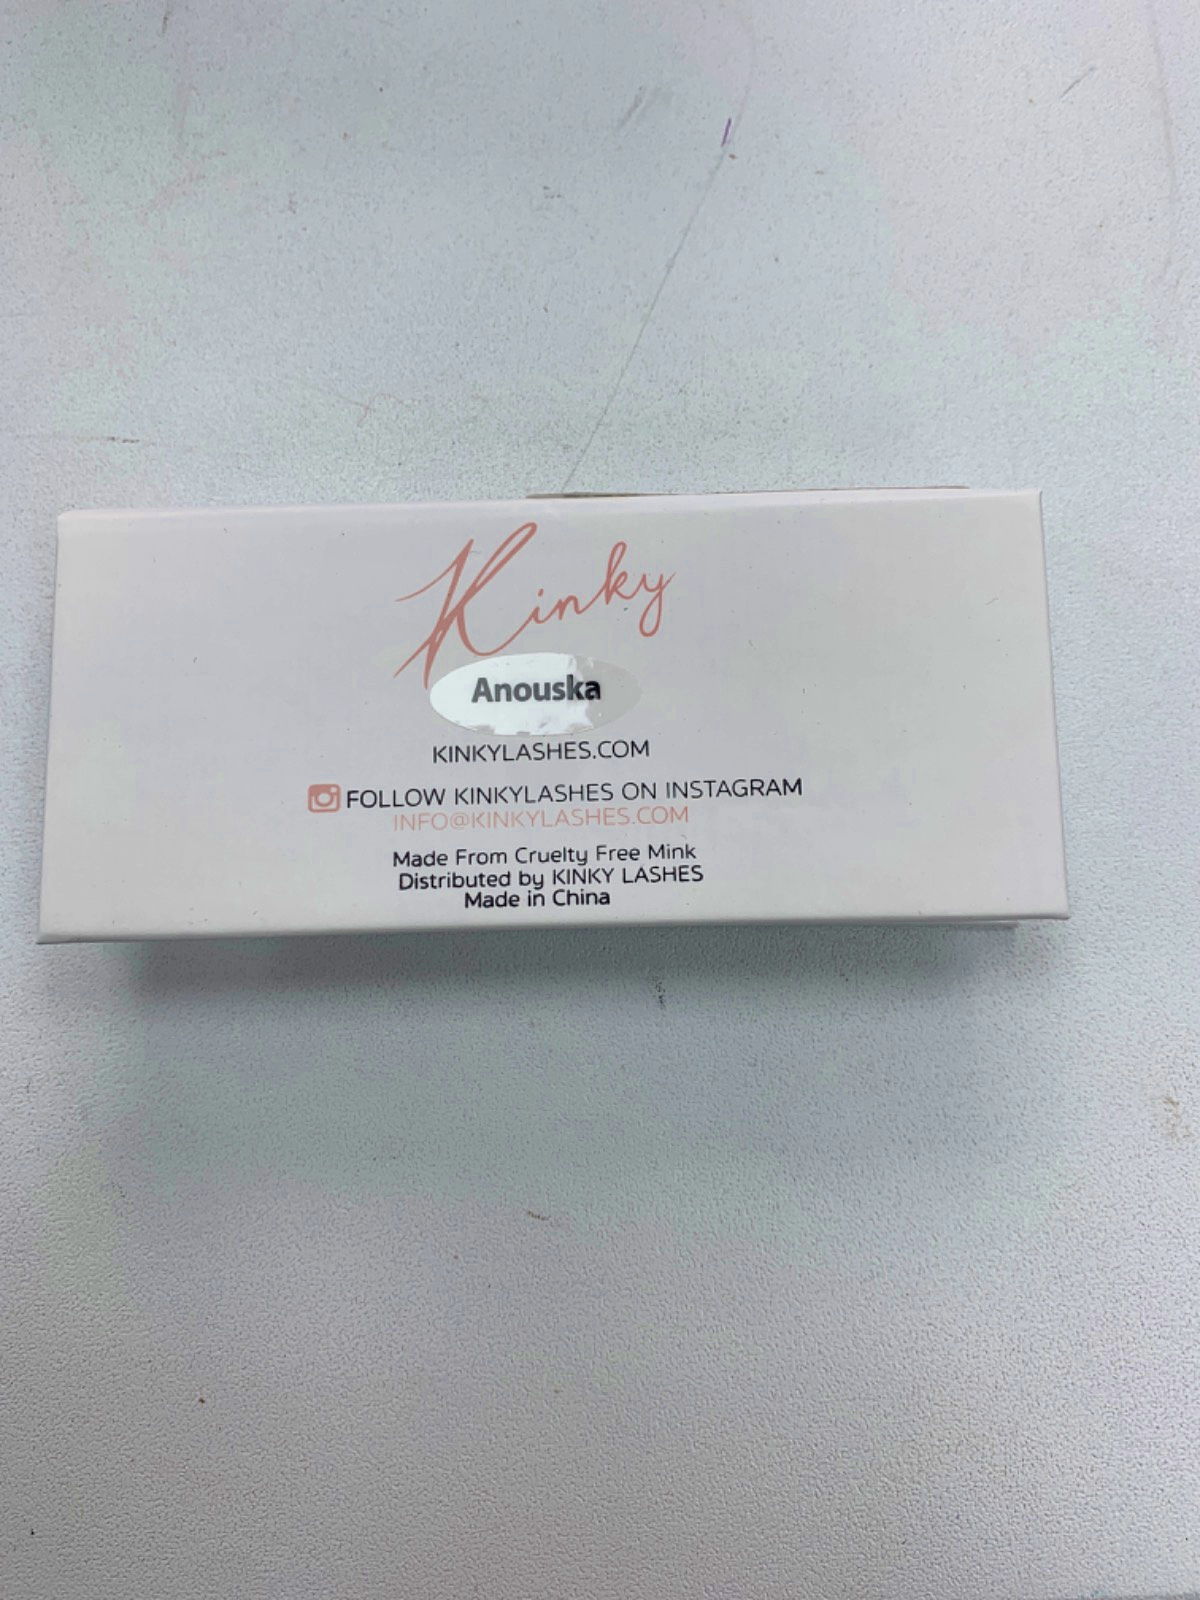 Kinky
Anouska
KINKYLASHES.COM
FOLLOW KINKYLASHES ON INSTAGRAM
INFO@KINKYLASHES.COM
Made From Cruelty Free Mink
Distributed by KINKY LASHES
Made in China